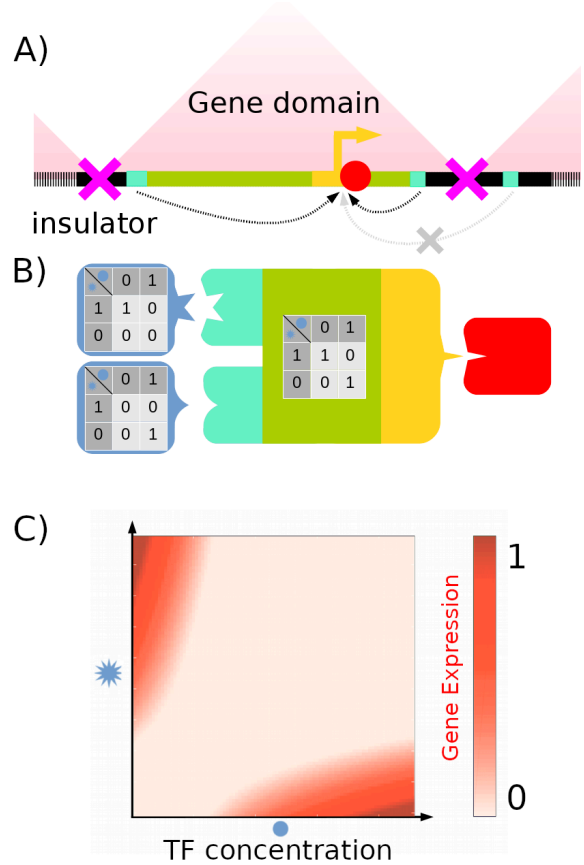 A)
Gene domain
insulator
B)
0 1
1 1 0
0 0 0
0 1
1 0 0
0 0 1
0 1
1 1 0
0 0 1
C)
1
Gene Expression
0
TF concentration